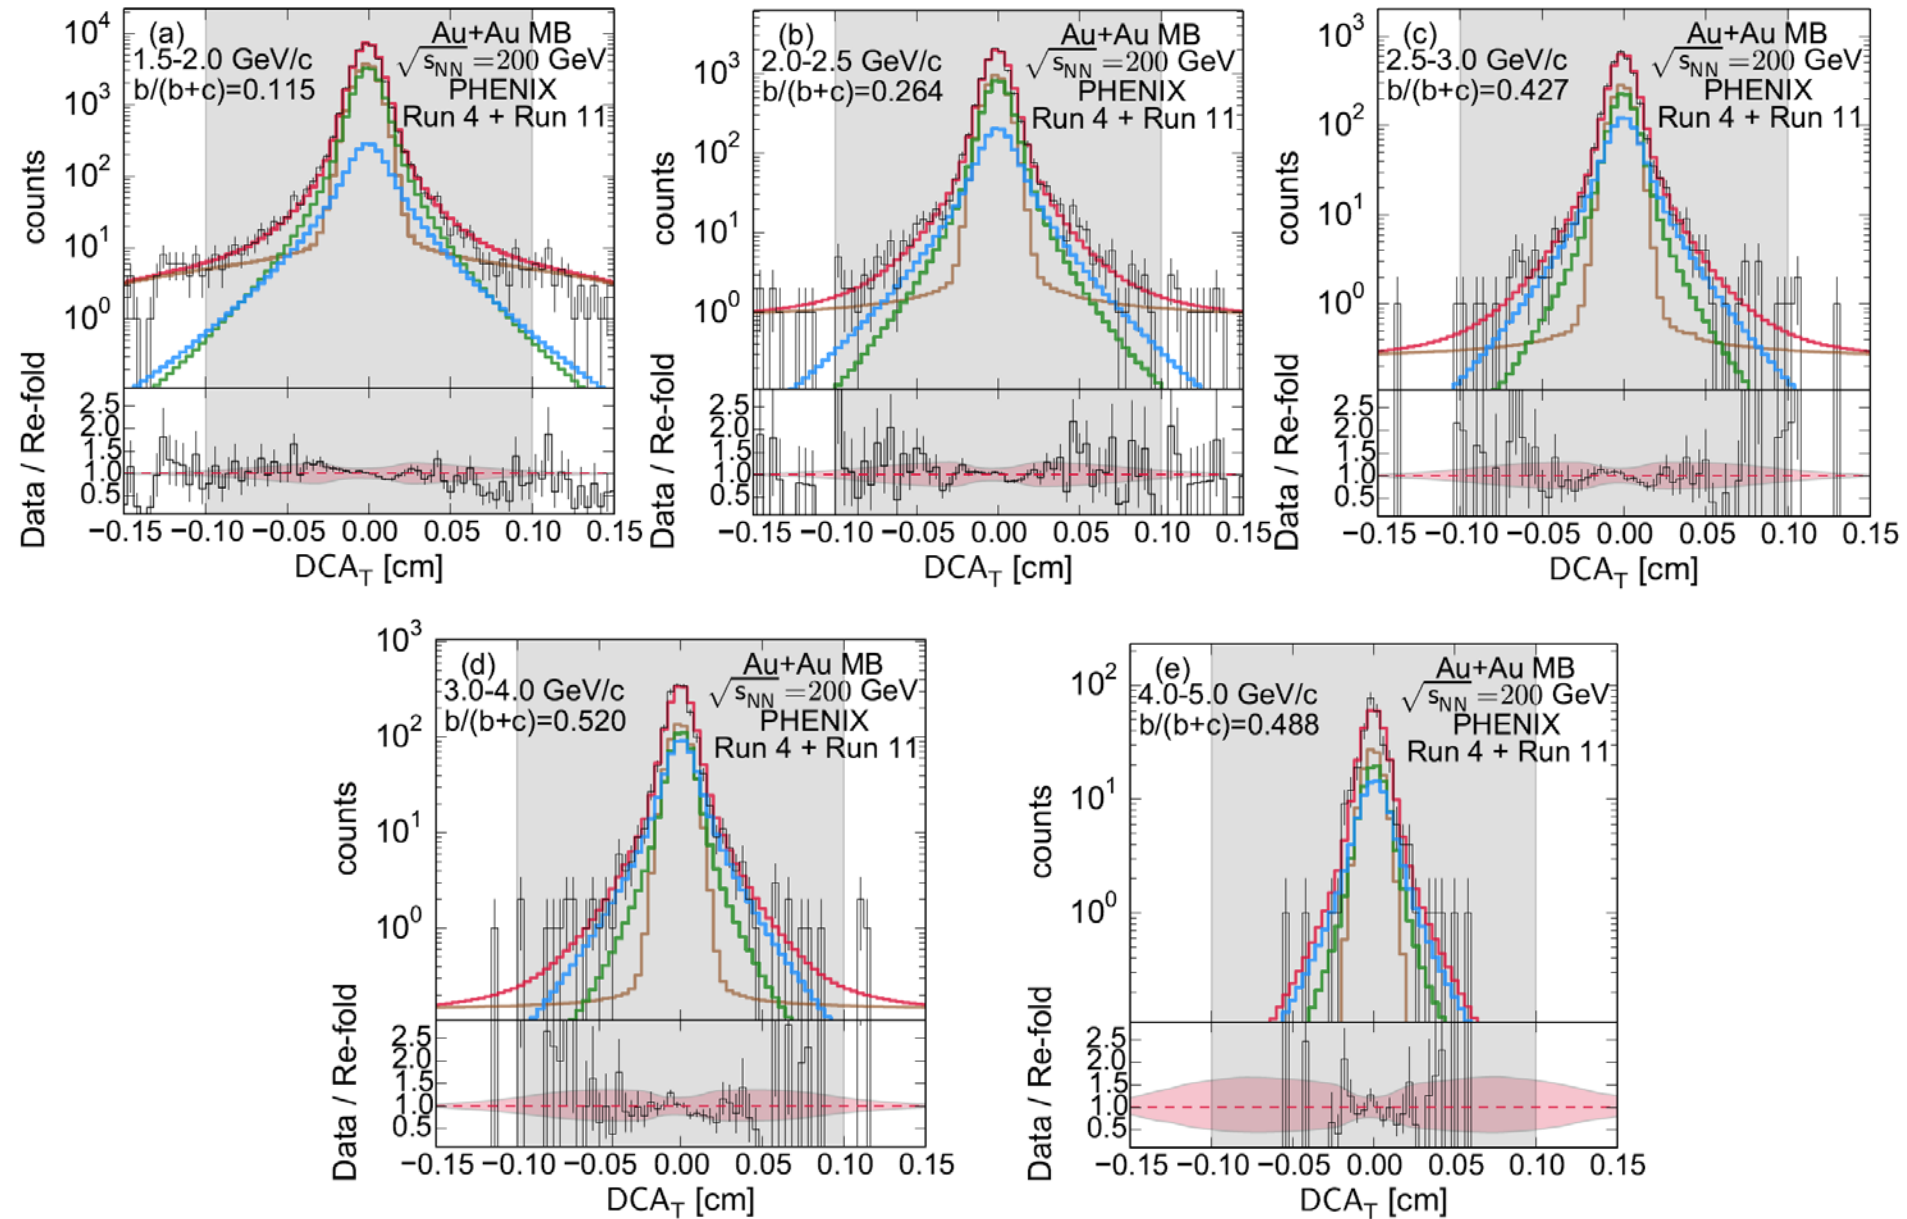 (a)
1.5-2.0 GeV/c
b/(b+c)=0.115
Au+Au MB
√s_NN =200 GeV
PHENIX
Run 4 + Run 11
10^4
10^3
10^2
10^1
10^0
counts
2.5
2.0
1.5
1.0
0.5
Data / Re-fold
−0.15 −0.10 −0.05 0.00 0.05 0.10 0.15
DCA_T [cm]
(b)
2.0-2.5 GeV/c
b/(b+c)=0.264
Au+Au MB
√s_NN =200 GeV
PHENIX
Run 4 + Run 11
10^3
10^2
10^1
10^0
counts
2.5
2.0
1.5
1.0
0.5
Data / Re-fold
−0.15 −0.10 −0.05 0.00 0.05 0.10 0.15
DCA_T [cm]
(c)
2.5-3.0 GeV/c
b/(b+c)=0.427
Au+Au MB
√s_NN =200 GeV
PHENIX
Run 4 + Run 11
10^3
10^2
10^1
10^0
counts
2.5
2.0
1.5
1.0
0.5
Data / Re-fold
−0.15 −0.10 −0.05 0.00 0.05 0.10 0.15
DCA_T [cm]
(d)
3.0-4.0 GeV/c
b/(b+c)=0.520
Au+Au MB
√s_NN =200 GeV
PHENIX
Run 4 + Run 11
10^3
10^2
10^1
10^0
counts
2.5
2.0
1.5
1.0
0.5
Data / Re-fold
−0.15 −0.10 −0.05 0.00 0.05 0.10 0.15
DCA_T [cm]
(e)
4.0-5.0 GeV/c
b/(b+c)=0.488
Au+Au MB
√s_NN =200 GeV
PHENIX
Run 4 + Run 11
10^2
10^1
10^0
counts
2.5
2.0
1.5
1.0
0.5
Data / Re-fold
−0.15 −0.10 −0.05 0.00 0.05 0.10 0.15
DCA_T [cm]